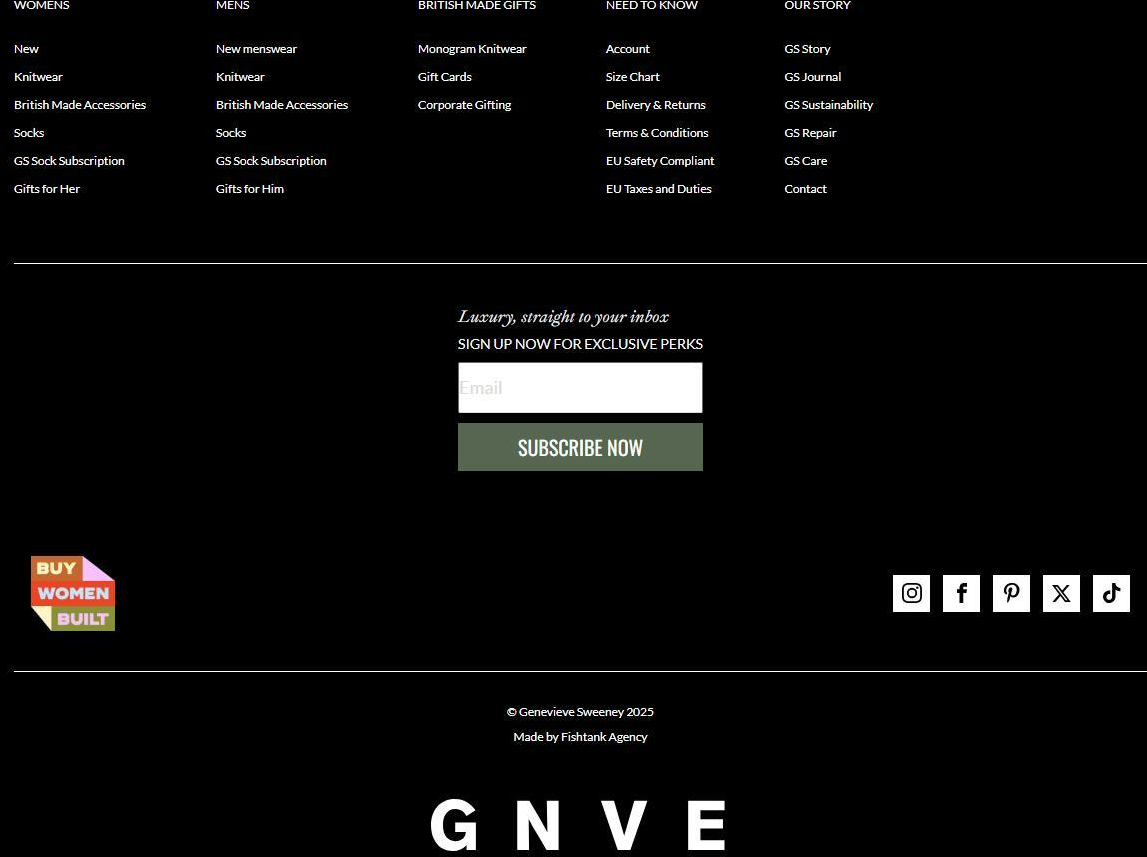 WOMENS
New
Knitwear
British Made Accessories
Socks
GS Sock Subscription
Gifts for Her
MENS
New menswear
Knitwear
British Made Accessories
Socks
GS Sock Subscription
Gifts for Him
BRITISH MADE GIFTS
Monogram Knitwear
Gift Cards
Corporate Gifting
NEED TO KNOW
Account
Size Chart
Delivery & Returns
Terms & Conditions
EU Safety Compliant
EU Taxes and Duties
OUR STORY
GS Story
GS Journal
GS Sustainability
GS Repair
GS Care
Contact
Luxury, straight to your inbox
SIGN UP NOW FOR EXCLUSIVE PERKS
Email
SUBSCRIBE NOW
BUY
WOMEN
BUILT
© Genevieve Sweeney 2025
Made by Fishtank Agency
G N V E